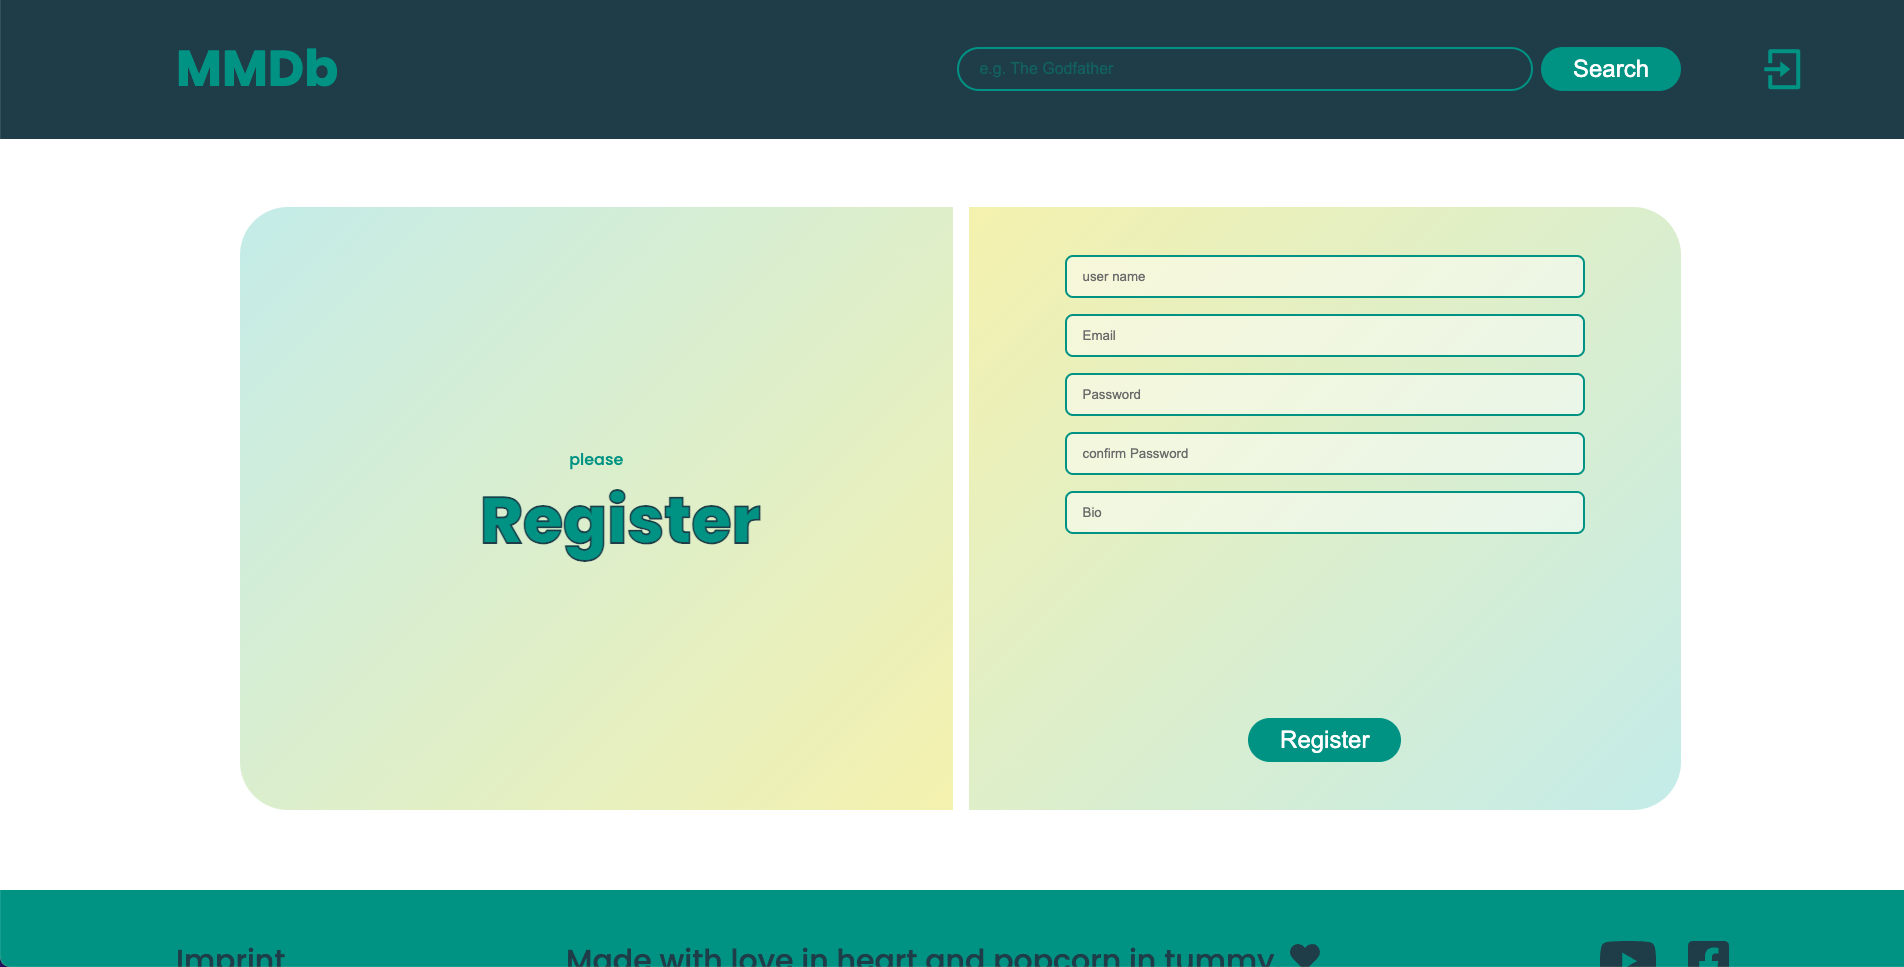 MMDb
e.g. The Godfather
Search
please
Register
user name
Email
Password
confirm Password
Bio
Register
Imprint
Made with love in heart and popcorn in tummy